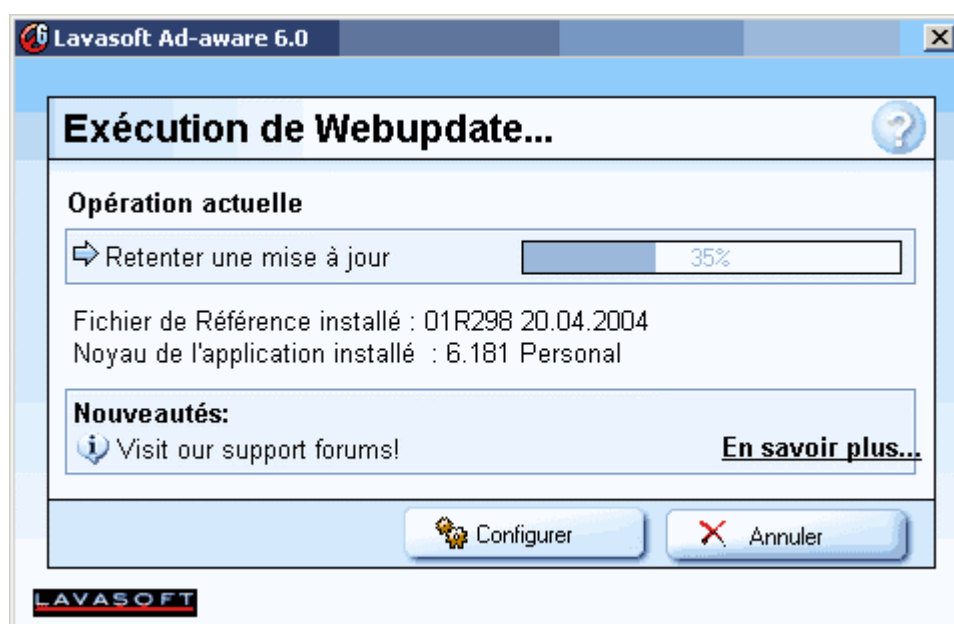 Lavasoft Ad-aware 6.0
Exécution de Webupdate...
Opération actuelle
Retenter une mise à jour 35%
Fichier de Référence installé : 01R298 20.04.2004
Noyau de l'application installé : 6.181 Personal
Nouveautés:
Visit our support forums! En savoir plus...
Configurer Annuler
LAVASOFT